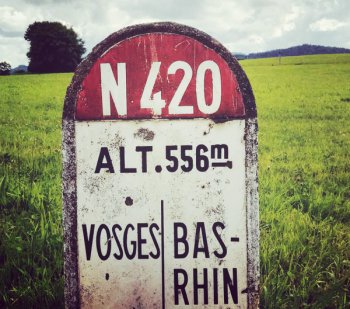 N 420
ALT. 556m
VOSGES BAS-
RHIN